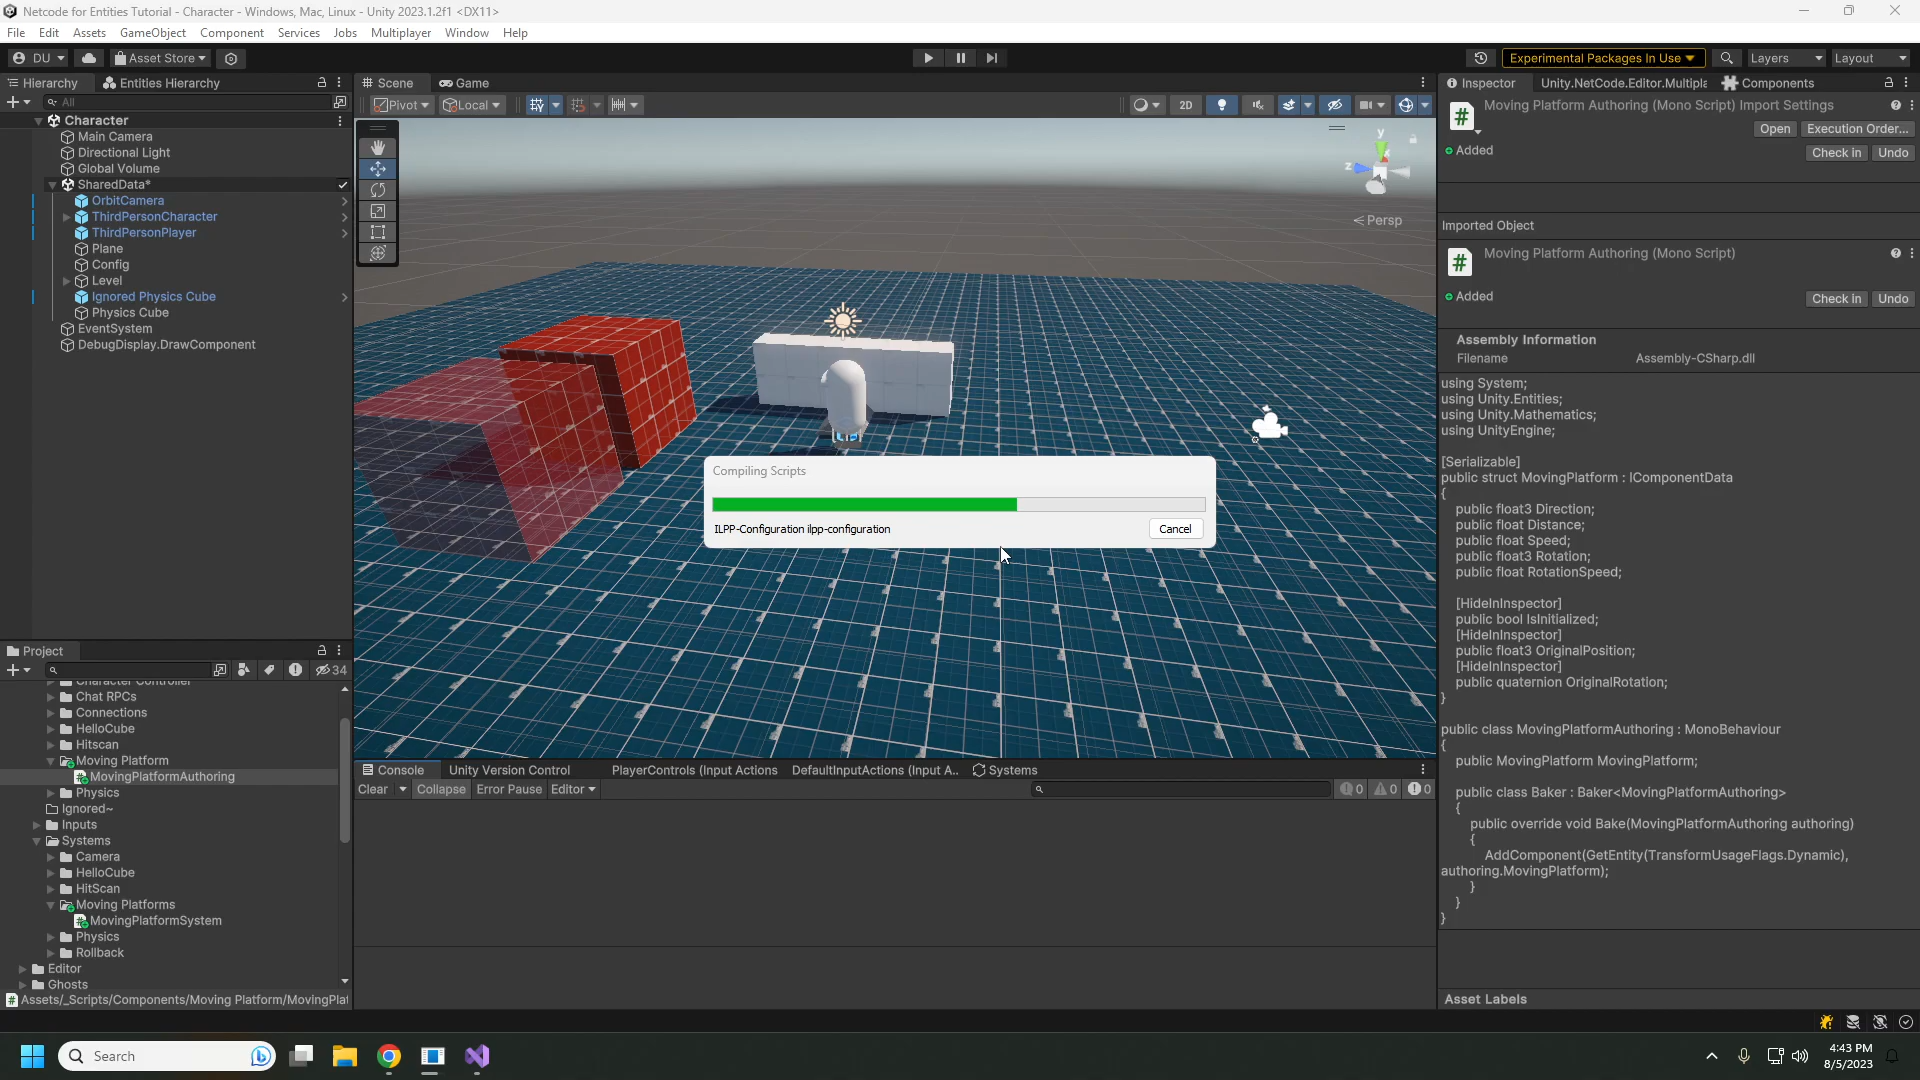 Netcode for Entities Tutorial - Character - Windows, Mac, Linux - Unity 2023.1.2f1 <DX11>
File Edit Assets GameObject Component Services Jobs Multiplayer Window Help
DU Asset Store Experimental Packages In Use Layers Layout
Hierarchy Entities Hierarchy
All
Character
Main Camera
Directional Light
Global Volume
SharedData*
OrbitCamera
ThirdPersonCharacter
ThirdPersonPlayer
Plane
Config
Level
Ignored Physics Cube
Physics Cube
EventSystem
DebugDisplay.DrawComponent
Scene Game
Pivot Local 2D
y
z
Persp
Compiling Scripts
ILPP-Configuration ilpp-configuration
Cancel
Inspector Unity.NetCode.Editor.Multiple Components
Moving Platform Authoring (Mono Script) Import Settings
Open Execution Order...
Added
Check in Undo
Imported Object
Moving Platform Authoring (Mono Script)
Added
Check in Undo
Assembly Information
Filename Assembly-CSharp.dll
using System;
using Unity.Entities;
using Unity.Mathematics;
using UnityEngine;
[Serializable]
public struct MovingPlatform : IComponentData
{
public float3 Direction;
public float Distance;
public float Speed;
public float3 Rotation;
public float RotationSpeed;
[HideInInspector]
public bool IsInitialized;
[HideInInspector]
public float3 OriginalPosition;
[HideInInspector]
public quaternion OriginalRotation;
}
public class MovingPlatformAuthoring : MonoBehaviour
{
public MovingPlatform MovingPlatform;
public class Baker : Baker<MovingPlatformAuthoring>
{
public override void Bake(MovingPlatformAuthoring authoring)
{
AddComponent(GetEntity(TransformUsageFlags.Dynamic),
authoring.MovingPlatform);
}
}
}
Asset Labels
Project
34
Character Controller
Chat RPCs
Connections
HelloCube
Hitscan
Moving Platform
MovingPlatformAuthoring
Physics
Ignored~
Inputs
Systems
Camera
HelloCube
HitScan
Moving Platforms
MovingPlatformSystem
Physics
Rollback
Editor
Ghosts
Assets/_Scripts/Components/Moving Platform/MovingPlat
Console Unity Version Control PlayerControls (Input Actions DefaultInputActions (Input A.. Systems
Clear Collapse Error Pause Editor 0 0 0
Search
4:43 PM
8/5/2023